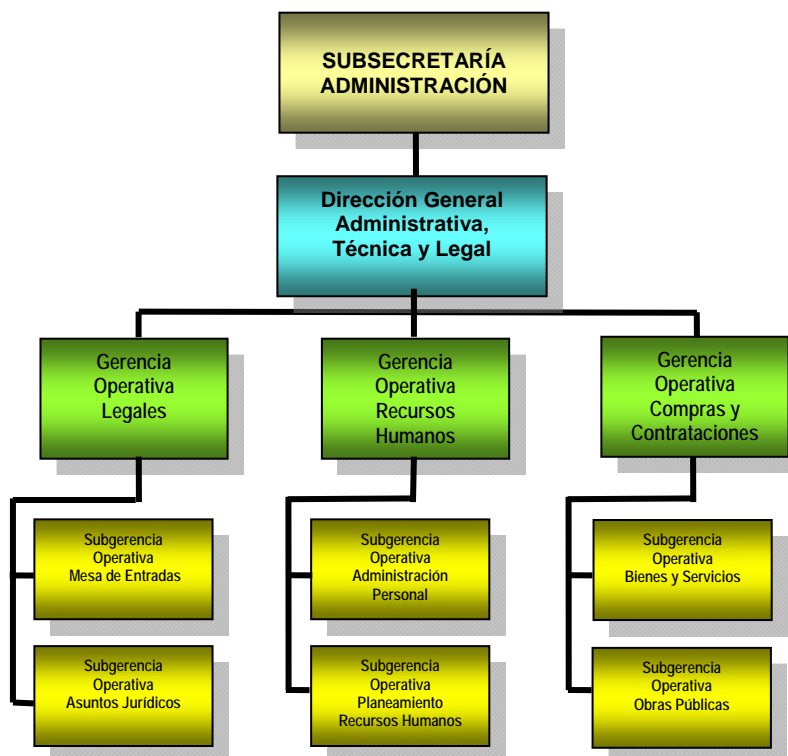 SUBSECRETARÍA
ADMINISTRACIÓN
Dirección General
Administrativa,
Técnica y Legal
Gerencia
Operativa
Legales
Gerencia
Operativa
Recursos
Humanos
Gerencia
Operativa
Compras y
Contrataciones
Subgerencia
Operativa
Mesa de Entradas
Subgerencia
Operativa
Administración
Personal
Subgerencia
Operativa
Bienes y Servicios
Subgerencia
Operativa
Asuntos Jurídicos
Subgerencia
Operativa
Planeamiento
Recursos Humanos
Subgerencia
Operativa
Obras Públicas